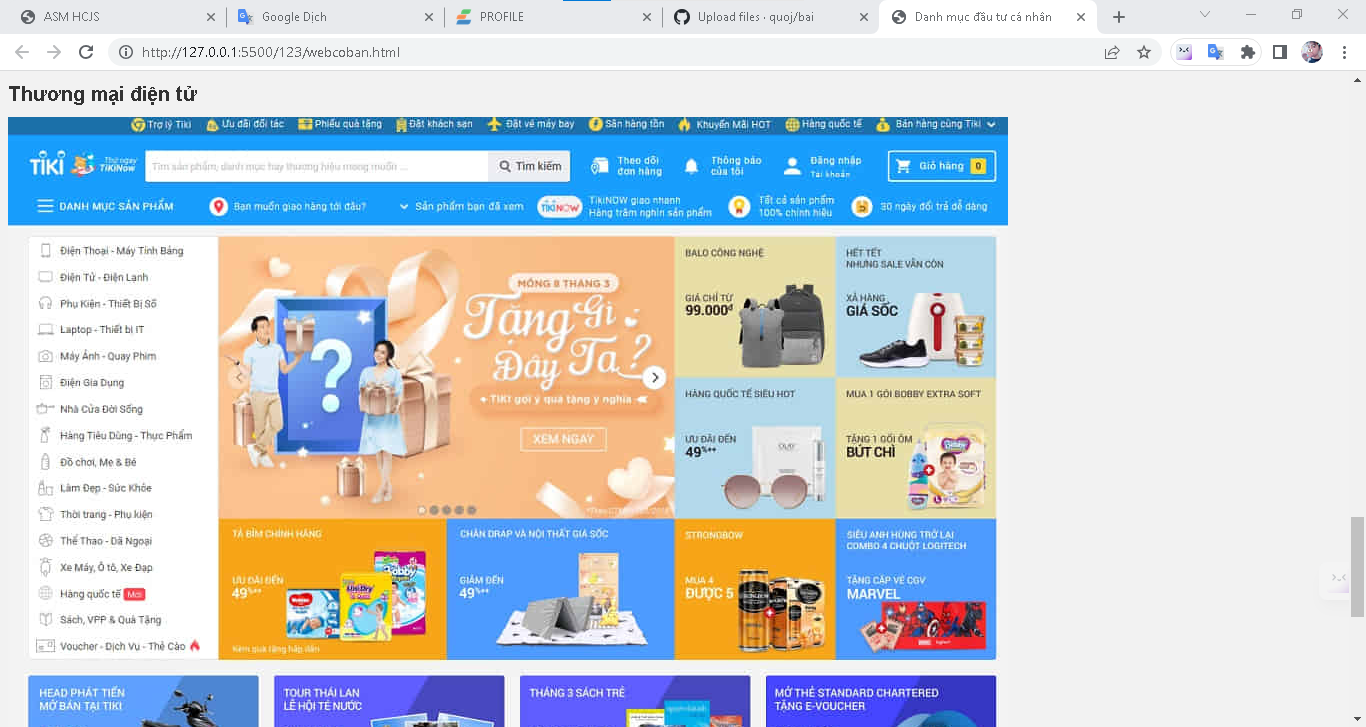 ASM HCJS
Google Dịch
PROFILE
Upload files · quoj/bai
Danh mục đầu tư cá nhân
http://127.0.0.1:5500/123/webcoban.html
Thương mại điện tử
Trợ lý Tiki
Ưu đãi đối tác
Phiếu quà tặng
Đặt khách sạn
Đặt vé máy bay
Săn hàng tồn
Khuyến Mãi HOT
Hàng quốc tế
Bán hàng cùng Tiki
TIKI
Thử ngay
TIKINOW
Tìm sản phẩm, danh mục hay thương hiệu mong muốn ...
Tìm kiếm
Theo dõi
đơn hàng
Thông báo
của tôi
Đăng nhập
Tài khoản
Giỏ hàng 0
DANH MỤC SẢN PHẨM
Bạn muốn giao hàng tới đâu?
Sản phẩm bạn đã xem
TIKINOW
TikiNOW giao nhanh
Hàng trăm nghìn sản phẩm
Tất cả sản phẩm
100% chính hiệu
30 ngày đổi trả dễ dàng
Điện Thoại - Máy Tính Bảng
Điện Tử - Điện Lạnh
Phụ Kiện - Thiết Bị Số
Laptop - Thiết bị IT
Máy Ảnh - Quay Phim
Điện Gia Dụng
Nhà Cửa Đời Sống
Hàng Tiêu Dùng - Thực Phẩm
Đồ chơi, Mẹ & Bé
Làm Đẹp - Sức Khỏe
Thời trang - Phụ kiện
Thể Thao - Dã Ngoại
Xe Máy, Ô tô, Xe Đạp
Hàng quốc tế Mới
Sách, VPP & Quà Tặng
Voucher - Dịch Vụ - Thẻ Cào
MỒNG 8 THÁNG 3
Tặng Gì
Đây Ta?
TIKI gợi ý quà tặng ý nghĩa
XEM NGAY
BALO CÔNG NGHỆ
GIÁ CHỈ TỪ
99.000đ
HẾT TẾT
NHƯNG SALE VẪN CÒN
XẢ HÀNG
GIÁ SỐC
HÀNG QUỐC TẾ SIÊU HOT
ƯU ĐÃI ĐẾN
49%++
OLAY
MUA 1 GÓI BOBBY EXTRA SOFT
TẶNG 1 GỐI ÔM
BÚT CHÌ
Bobby
TÃ BỈM CHÍNH HÃNG
ƯU ĐÃI ĐẾN
49%++
Kèm quà tặng hấp dẫn
Bobby
CHĂN DRAP VÀ NỘI THẤT GIÁ SỐC
GIẢM ĐẾN
49%++
STRONGBOW
MUA 4
ĐƯỢC 5
SIÊU ANH HÙNG TRỞ LẠI
COMBO 4 CHUỘT LOGITECH
TẶNG CẶP VÉ CGV
MARVEL
HEAD PHÁT TIẾN
MỞ BÁN TẠI TIKI
TOUR THÁI LAN
LỄ HỘI TÉ NƯỚC
THÁNG 3 SÁCH TRẺ
MỞ THẺ STANDARD CHARTERED
TẶNG E-VOUCHER